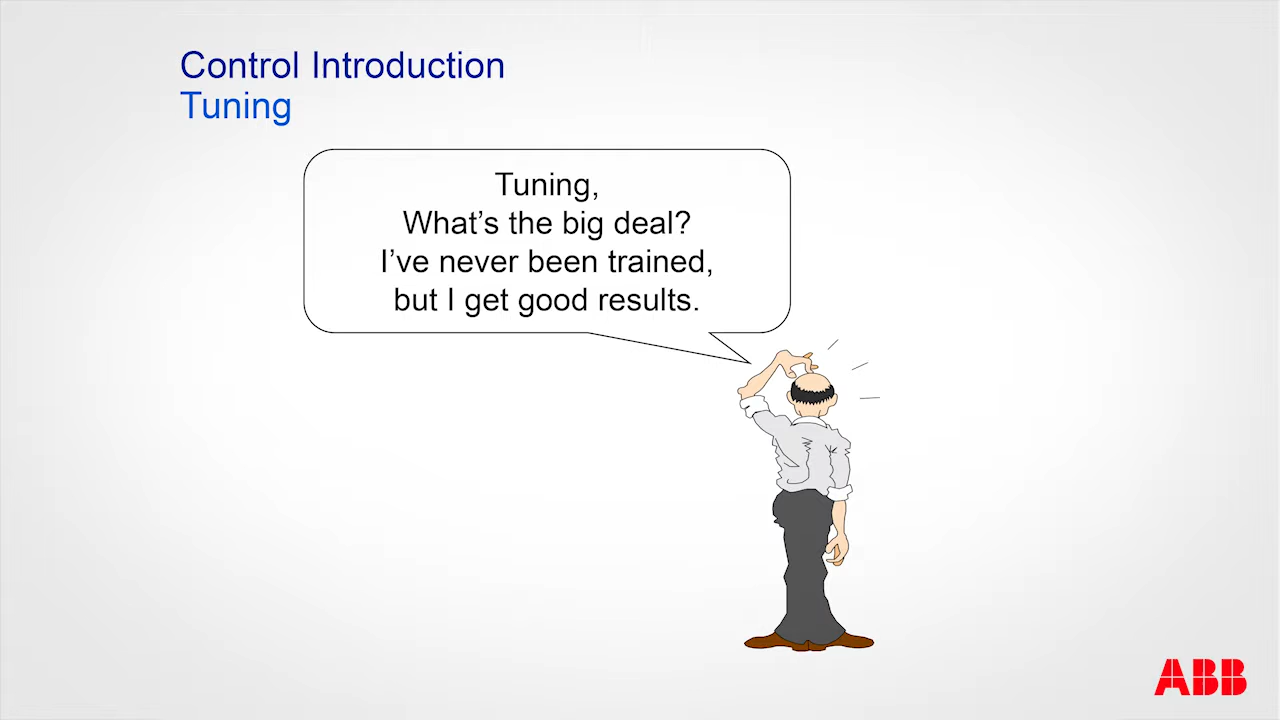 Control Introduction
Tuning
Tuning,
What’s the big deal?
I’ve never been trained,
but I get good results.
ABB